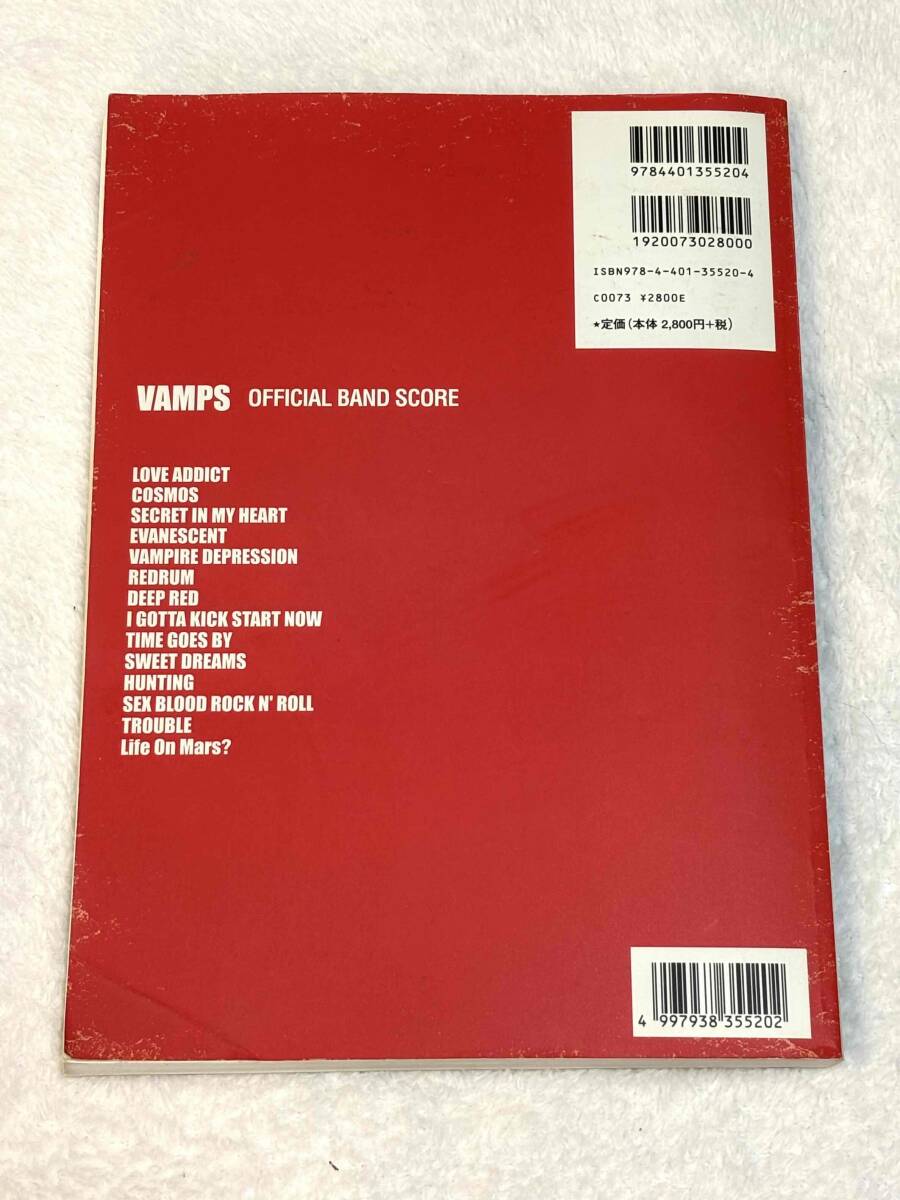 9784401355204
1920073028000
ISBN978-4-401-35520-4
C0073 ¥2800E
★定価(本体 2,800円+税)
VAMPS OFFICIAL BAND SCORE
LOVE ADDICT
COSMOS
SECRET IN MY HEART
EVANESCENT
VAMPIRE DEPRESSION
REDRUM
DEEP RED
I GOTTA KICK START NOW
TIME GOES BY
SWEET DREAMS
HUNTING
SEX BLOOD ROCK N' ROLL
TROUBLE
Life On Mars?
4 997938 355202